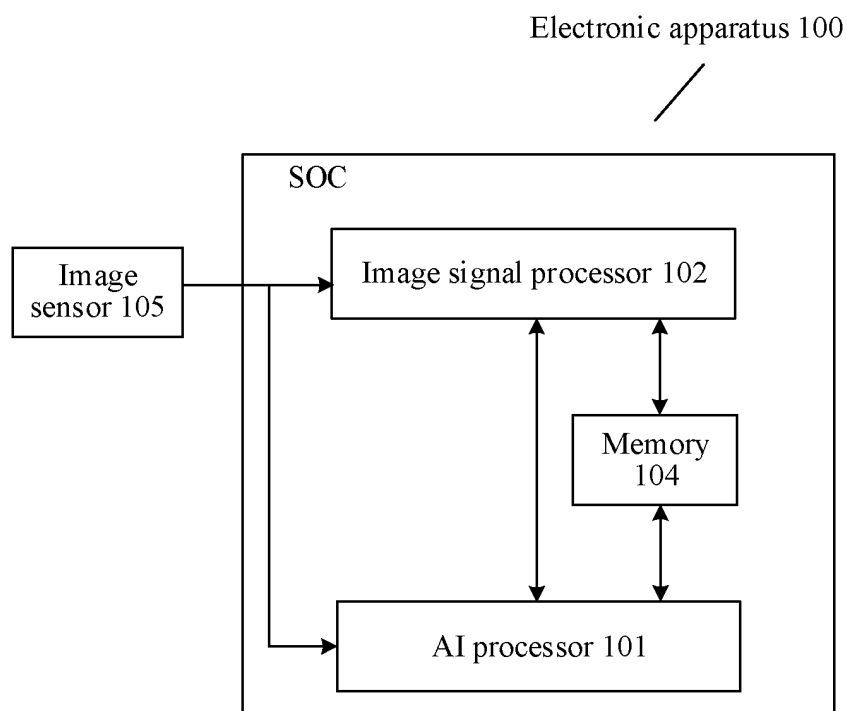 Electronic apparatus 100
SOC
Image
sensor 105
Image signal processor 102
Memory
104
AI processor 101